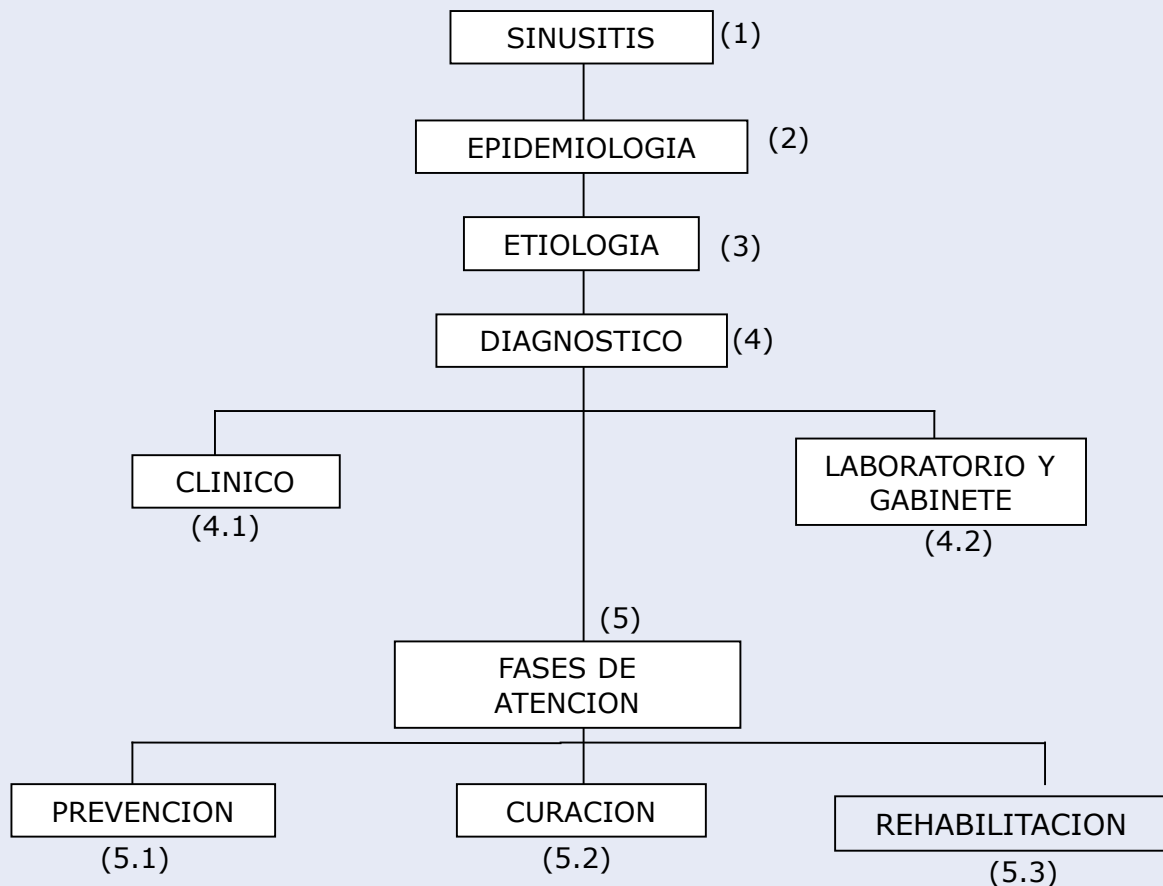 SINUSITIS (1)
EPIDEMIOLOGIA (2)
ETIOLOGIA (3)
DIAGNOSTICO (4)
CLINICO
(4.1)
LABORATORIO Y
GABINETE
(4.2)
(5)
FASES DE
ATENCION
PREVENCION
(5.1)
CURACION
(5.2)
REHABILITACION
(5.3)